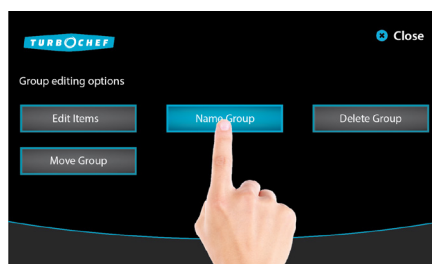 TURBOCHEF
Close
Group editing options
Edit Items
Name Group
Delete Group
Move Group